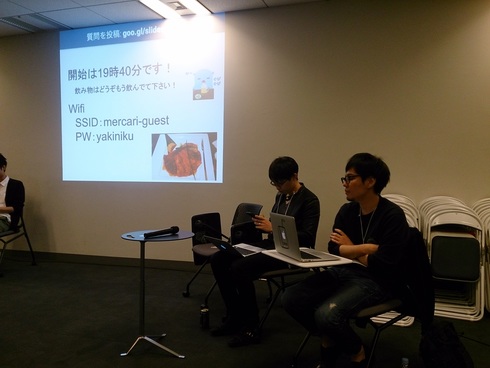 質問を投稿: goo.gl/slide
開始は19時40分です！
飲み物はどうぞもう飲んでて下さい！
Wifi
SSID：mercari-guest
PW：yakiniku